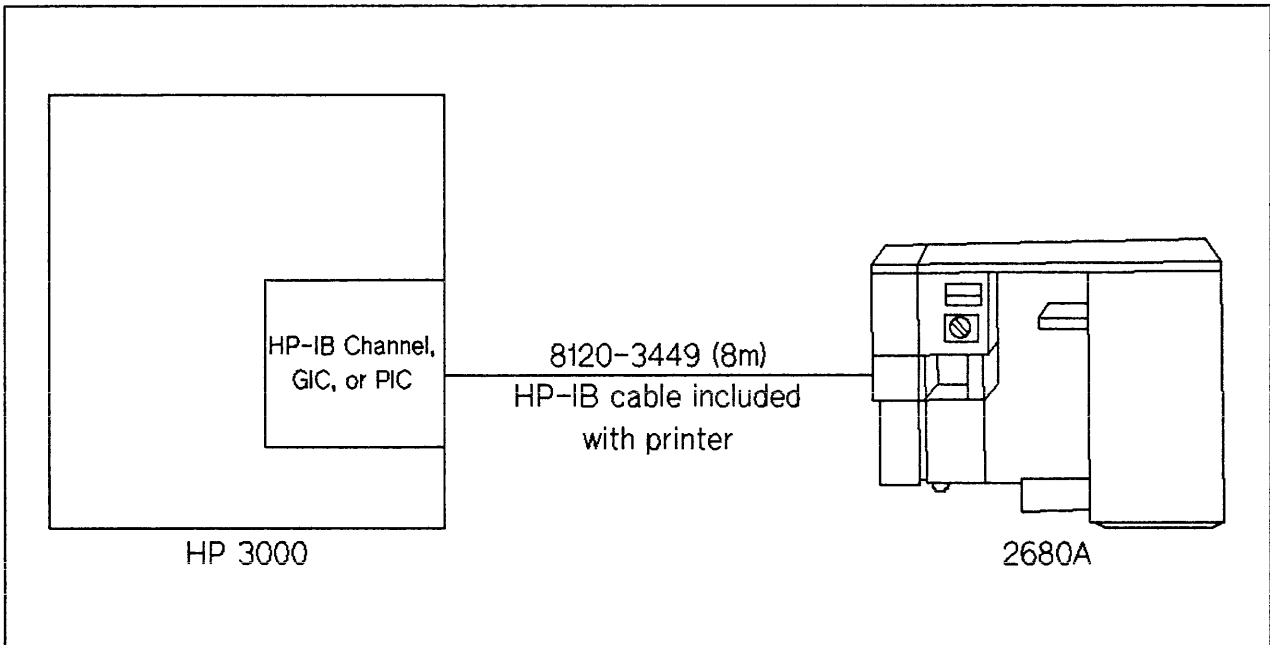 HP-IB Channel,
GIC, or PIC
8120-3449 (8m)
HP-IB cable included
with printer
HP 3000
2680A